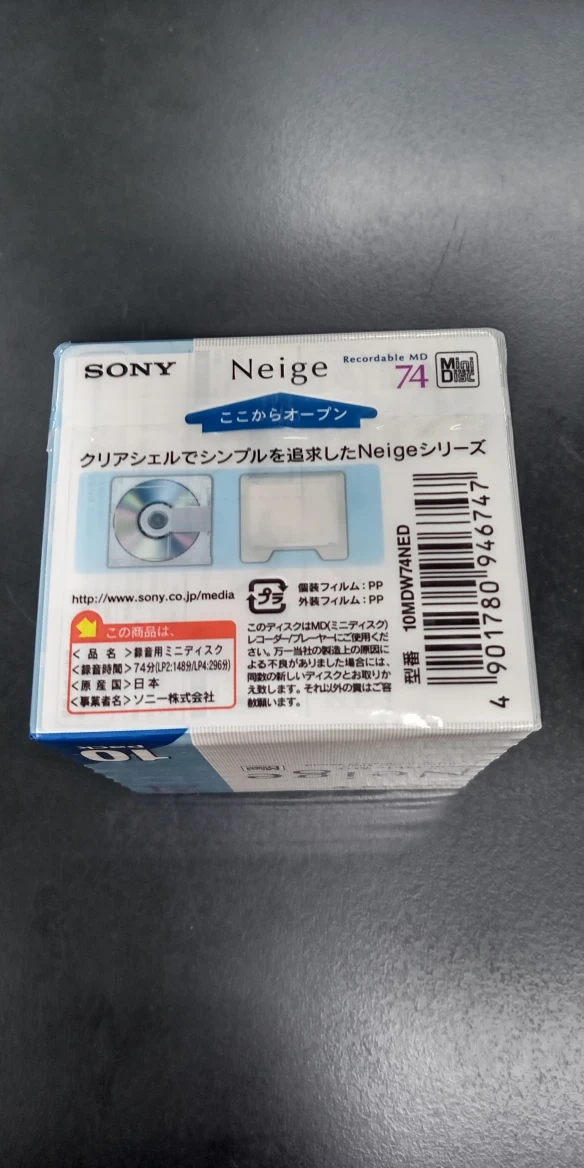 SONY
Neige
Recordable MD
74
Mini
Disc
ここからオープン
クリアシェルでシンプルを追求したNeigeシリーズ
http://www.sony.co.jp/media
プラ
個装フィルム：PP
外装フィルム：PP
この商品は、
<品 名>録音用ミニディスク
<録音時間>74分(LP2:148分/LP4:296分)
<原 産 国>日本
<事業者名>ソニー株式会社
このディスクはMD(ミニディスク)
レコーダー/プレーヤーにご使用くだ
さい。万一当社の製造上の原因に
よる不良がありました場合には、
同数の新しいディスクとお取りか
え致します。それ以外の責はご容
赦願います。
型番 10MDW74NED
4 901780 946747
10
pack
Neige